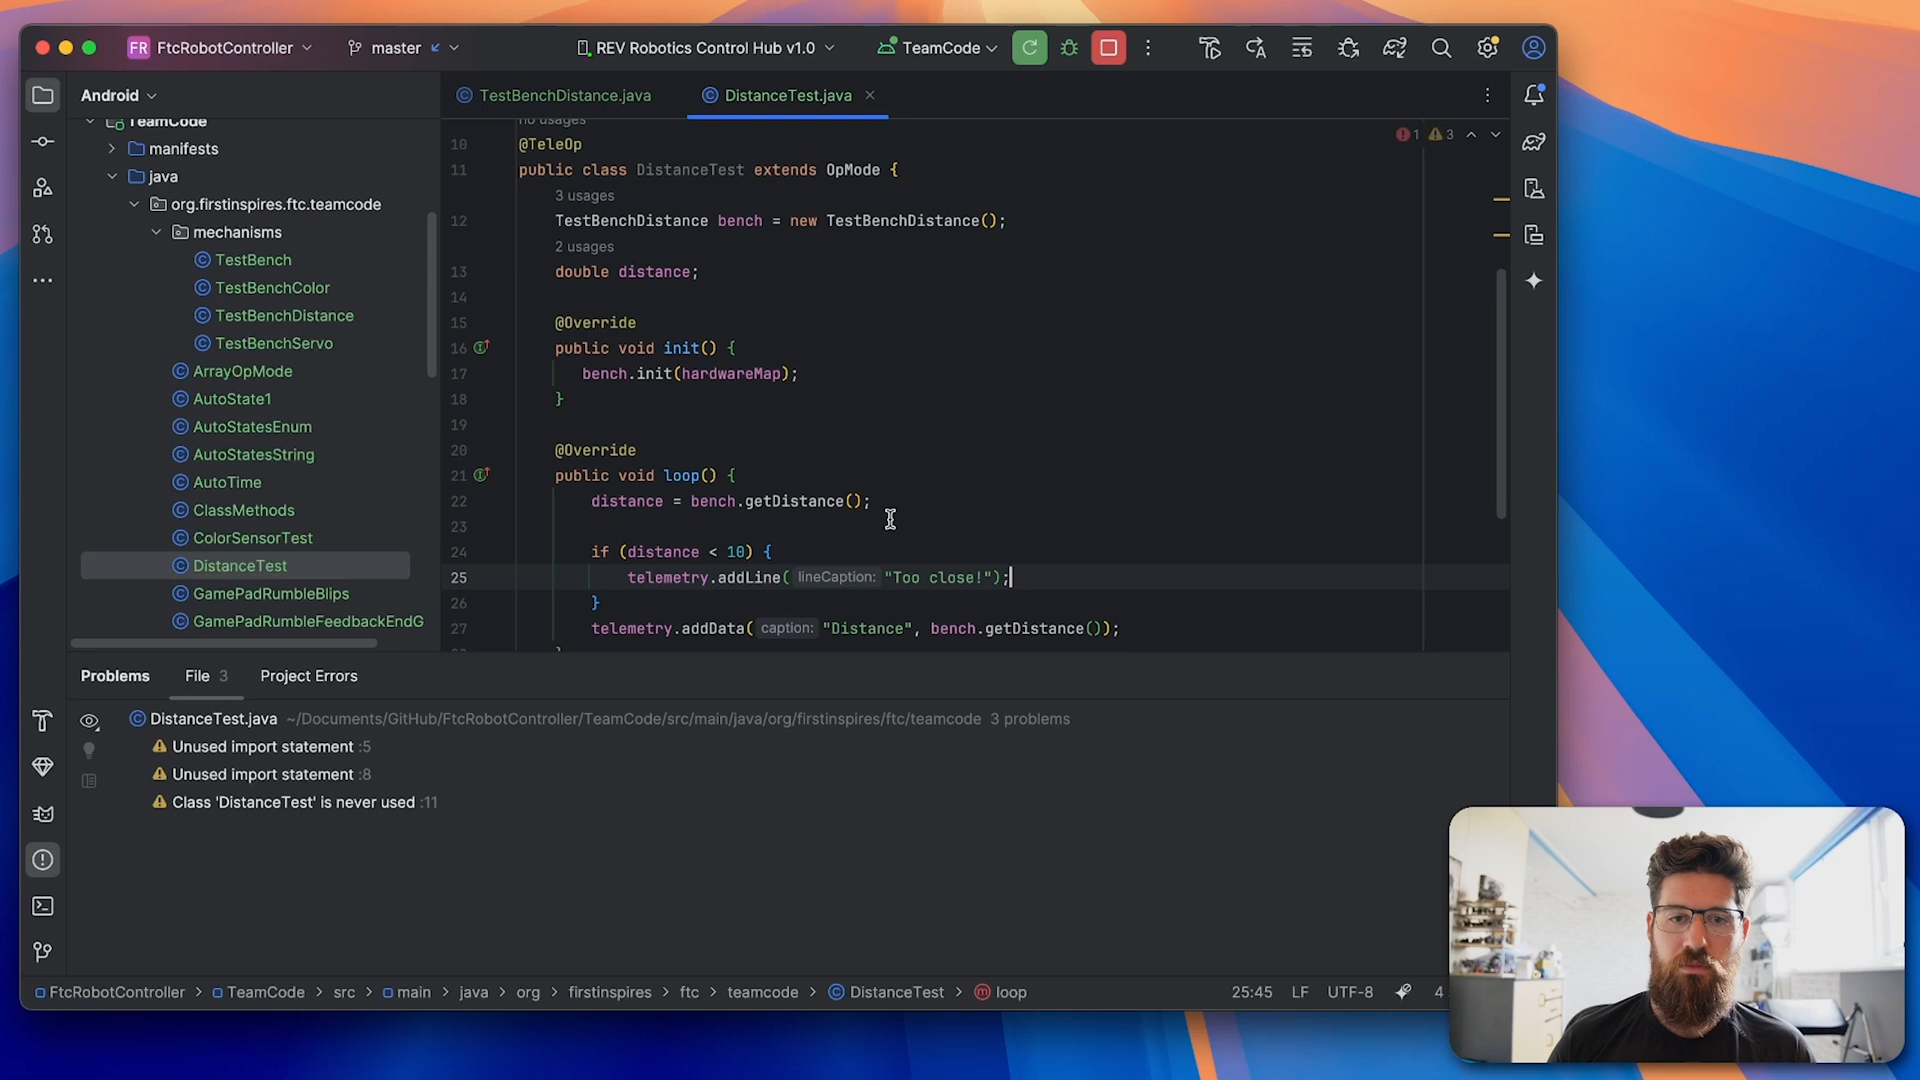 FR FtcRobotController
master
REV Robotics Control Hub v1.0
TeamCode
Android
TestBenchDistance.java
DistanceTest.java
TeamCode
manifests
java
org.firstinspires.ftc.teamcode
mechanisms
TestBench
TestBenchColor
TestBenchDistance
TestBenchServo
ArrayOpMode
AutoState1
AutoStatesEnum
AutoStatesString
AutoTime
ClassMethods
ColorSensorTest
DistanceTest
GamePadRumbleBlips
GamePadRumbleFeedbackEndG
no usages
1 3
10 @TeleOp
11 public class DistanceTest extends OpMode {
3 usages
12 TestBenchDistance bench = new TestBenchDistance();
2 usages
13 double distance;
14
15 @Override
16 public void init() {
17 bench.init(hardwareMap);
18 }
19
20 @Override
21 public void loop() {
22 distance = bench.getDistance();
23
24 if (distance < 10) {
25 telemetry.addLine( lineCaption: "Too close!");
26 }
27 telemetry.addData( caption: "Distance", bench.getDistance());
Problems File 3 Project Errors
DistanceTest.java ~/Documents/GitHub/FtcRobotController/TeamCode/src/main/java/org/firstinspires/ftc/teamcode 3 problems
Unused import statement :5
Unused import statement :8
Class 'DistanceTest' is never used :11
FtcRobotController > TeamCode > src > main > java > org > firstinspires > ftc > teamcode > DistanceTest > loop
25:45 LF UTF-8 4